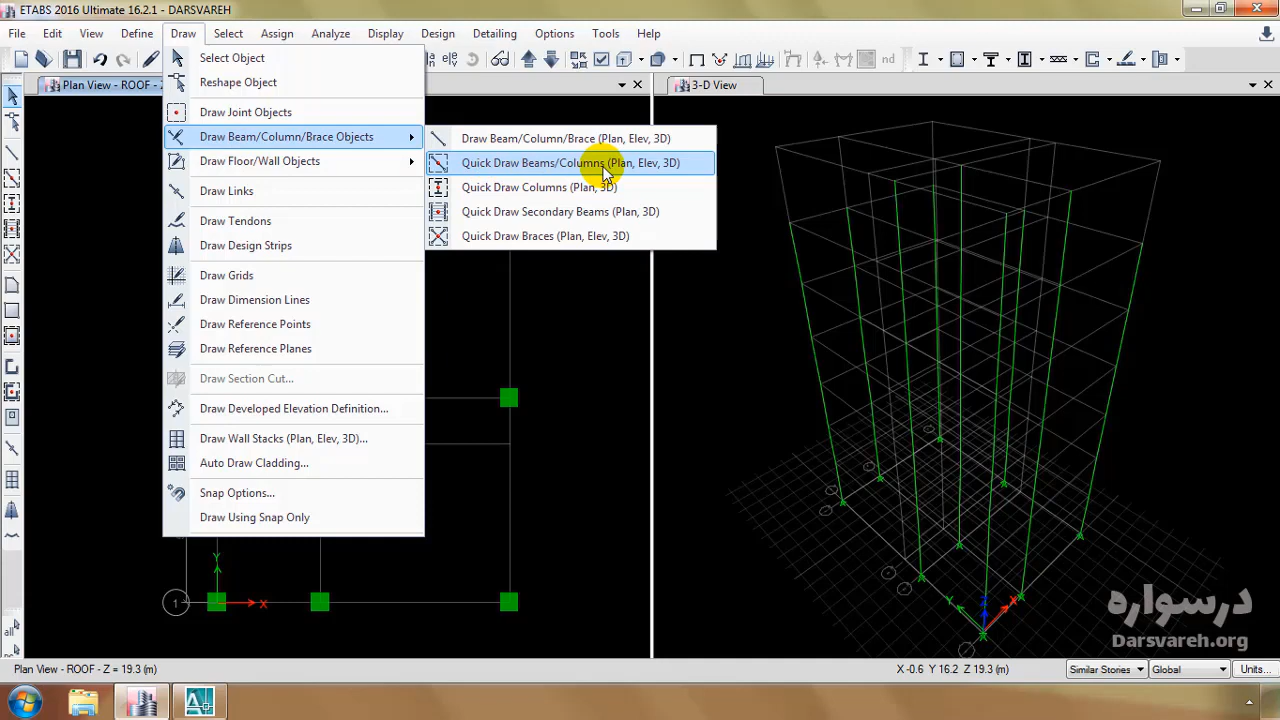 ETABS 2016 Ultimate 16.2.1 - DARSVAREH
File Edit View Define Draw Select Assign Analyze Display Design Detailing Options Tools Help
nd
Plan View - ROOF - Z
3-D View
Select Object
Reshape Object
Draw Joint Objects
Draw Beam/Column/Brace Objects
Draw Floor/Wall Objects
Draw Links
Draw Tendons
Draw Design Strips
Draw Grids
Draw Dimension Lines
Draw Reference Points
Draw Reference Planes
Draw Section Cut...
Draw Developed Elevation Definition...
Draw Wall Stacks (Plan, Elev, 3D)...
Auto Draw Cladding...
Snap Options...
Draw Using Snap Only
Draw Beam/Column/Brace (Plan, Elev, 3D)
Quick Draw Beams/Columns (Plan, Elev, 3D)
Quick Draw Columns (Plan, 3D)
Quick Draw Secondary Beams (Plan, 3D)
Quick Draw Braces (Plan, Elev, 3D)
Y
1
X
Z
Y
X
all
درسواره
Darsvareh.org
Plan View - ROOF - Z = 19.3 (m)
X -0.6 Y 16.2 Z 19.3 (m)
Similar Stories
Global
Units...